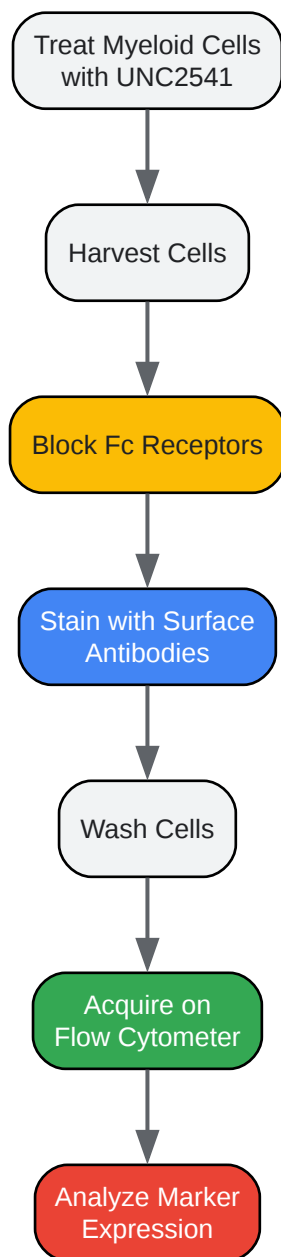 Treat Myeloid Cells
with UNC2541
Harvest Cells
Block Fc Receptors
Stain with Surface
Antibodies
Wash Cells
Acquire on
Flow Cytometer
Analyze Marker
Expression